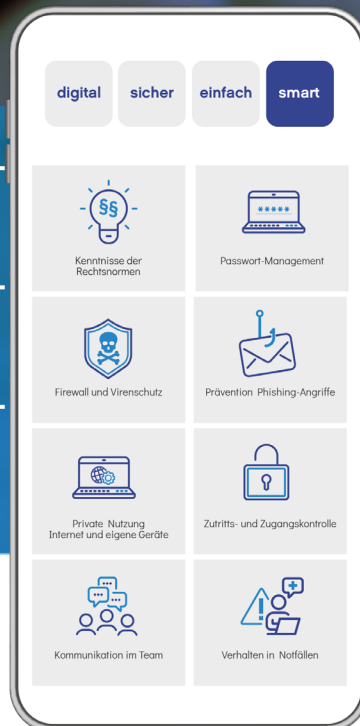 digital
sicher
einfach
smart
§§
*****
Kenntnisse der
Rechtsnormen
Passwort-Management
Firewall und Virenschutz
Prävention Phishing-Angriffe
Private Nutzung
Internet und eigene Geräte
Zutritts- und Zugangskontrolle
Kommunikation im Team
Verhalten in Notfällen